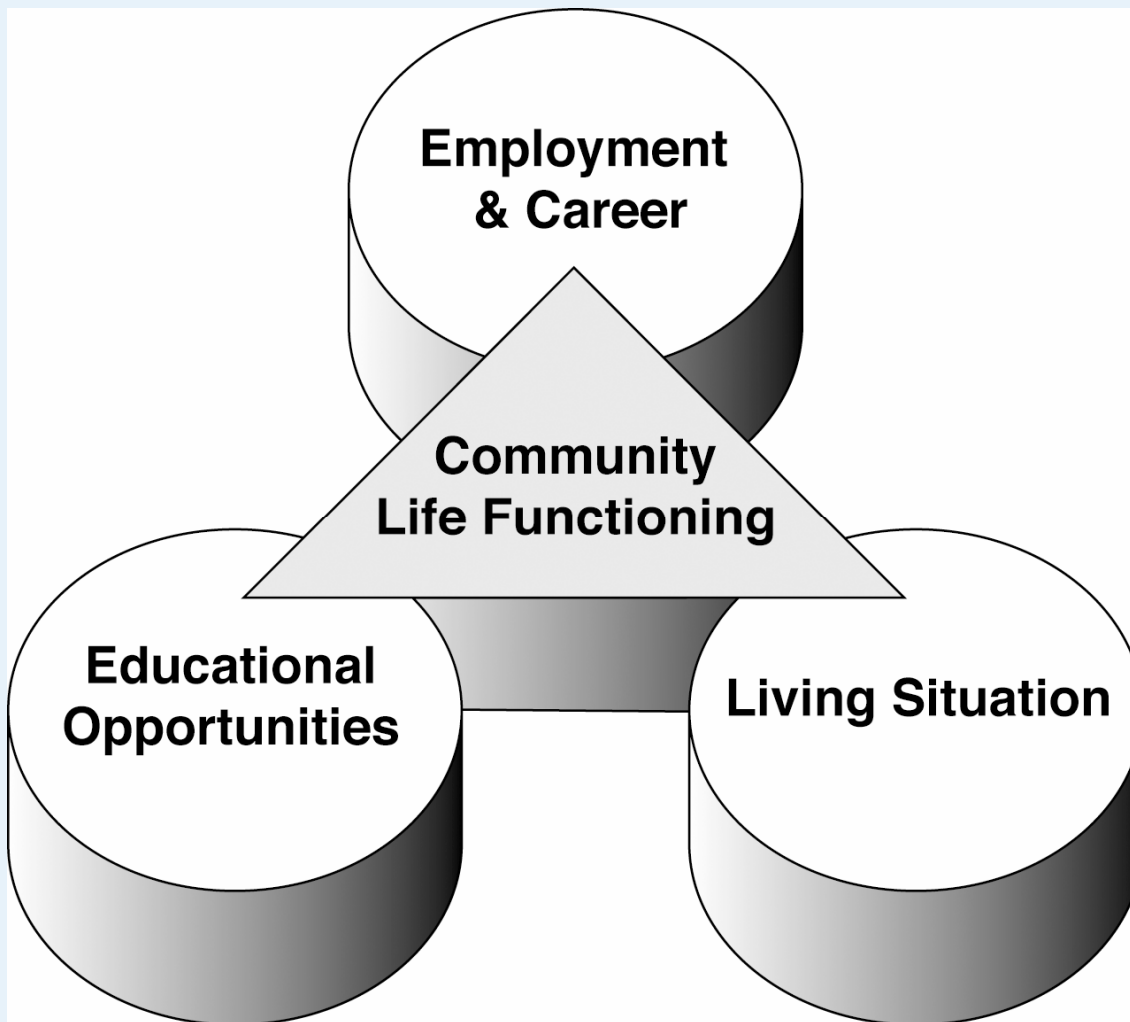 Employment
& Career
Community
Life Functioning
Educational
Opportunities
Living Situation